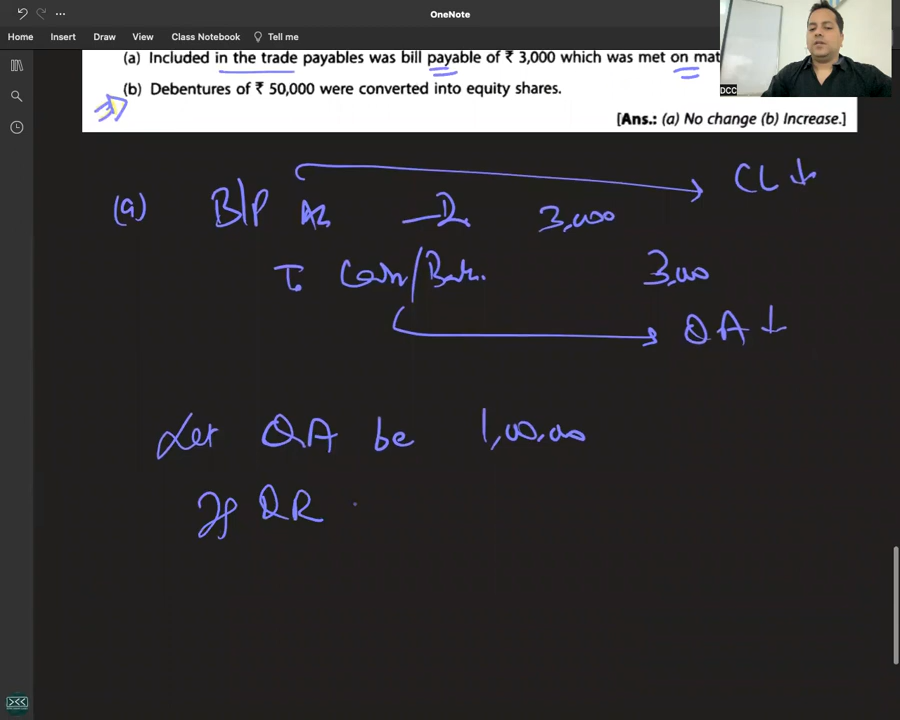 OneNote
Home Insert Draw View Class Notebook Tell me
(a) Included in the trade payables was bill payable of ₹ 3,000 which was met on mat
(b) Debentures of ₹ 50,000 were converted into equity shares.
[Ans.: (a) No change (b) Increase.]
DCC
CL ↓
(a) B/P D 3,000
To Cash/Bank. 3,000
QA ↓
Let QA be 1,00,000
If QR